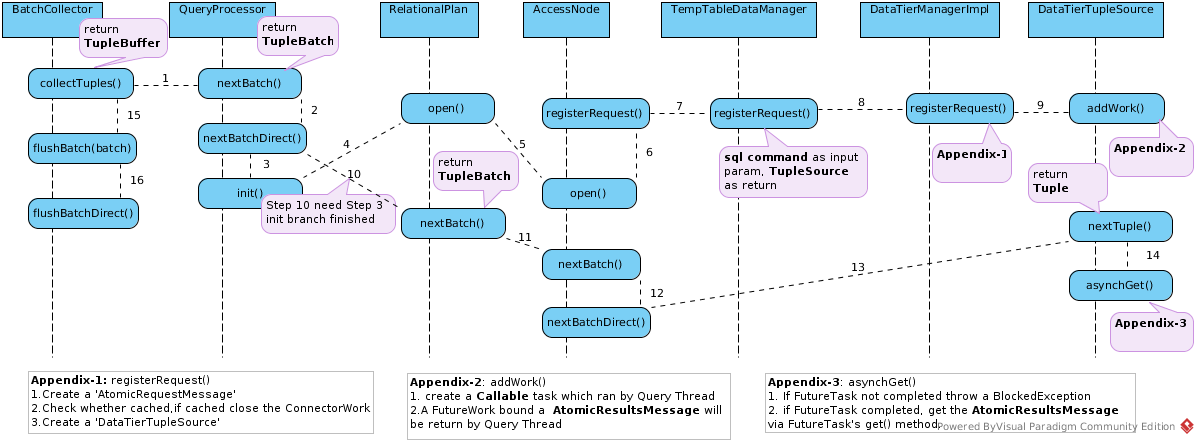 BatchCollector
QueryProcessor
RelationalPlan
AccessNode
TempTableDataManager
DataTierManagerImpl
DataTierTupleSource
return
TupleBuffer
return
TupleBatch
collectTuples()
1
nextBatch()
15
2
flushBatch(batch)
nextBatchDirect()
16
3
flushBatchDirect()
init()
4
10
Step 10 need Step 3
init branch finished
open()
5
return
TupleBatch
nextBatch()
11
registerRequest()
6
open()
nextBatch()
12
nextBatchDirect()
7
registerRequest()
sql command as input
param, TupleSource
as return
8
registerRequest()
Appendix-1
9
addWork()
Appendix-2
return
Tuple
nextTuple()
13
14
asynchGet()
Appendix-3
Appendix-1: registerRequest()
1.Create a 'AtomicRequestMessage'
2.Check whether cached,if cached close the ConnectorWork
3.Create a 'DataTierTupleSource'
Appendix-2: addWork()
1. create a Callable task which ran by Query Thread
2.A FutureWork bound a AtomicResultsMessage will
be return by Query Thread
Appendix-3: asynchGet()
1. If FutureTask not completed throw a BlockedException
2. if FutureTask completed, get the AtomicResultsMessage
via FutureTask's get() method.
Powered ByVisual Paradigm Community Edition